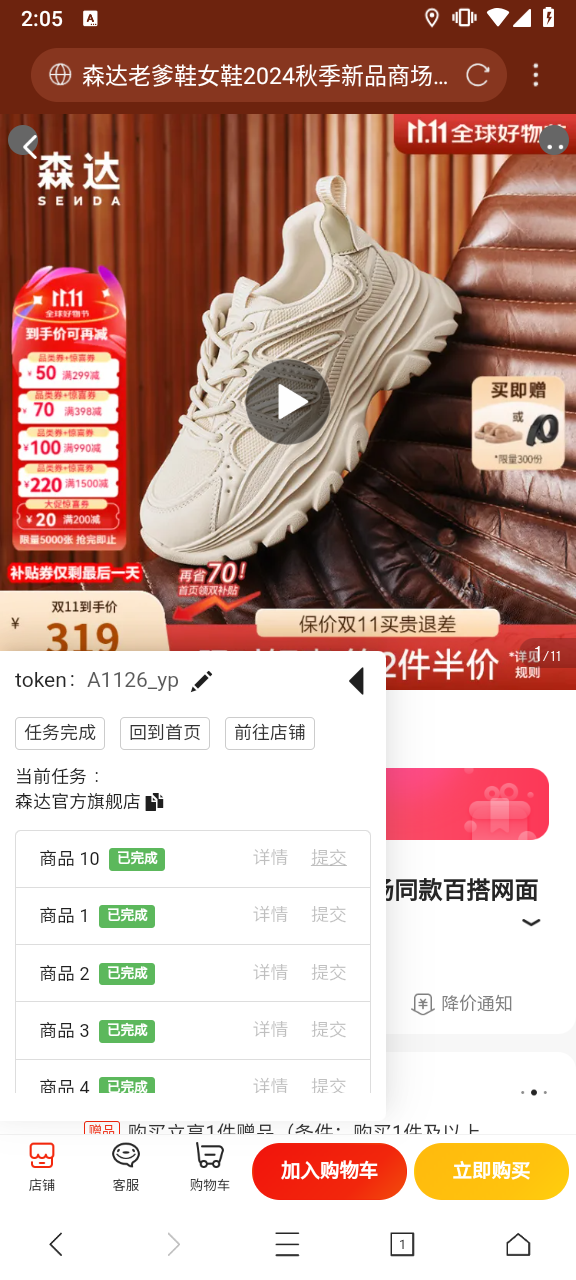 2:05
A
森达老爹鞋女鞋2024秋季新品商场...
11.11全球好物节
森达
SENDA
11.11
全球好物节
到手价可再减
品类券+惊喜券
¥50 满299减
品类券+惊喜券
¥70 满398减
品类券+惊喜券
¥100 满990减
品类券+惊喜券
¥220 满1500减
大促惊喜券
¥20 满200减
限量5000张 抢完即止
买即赠
或
*限量300份
补贴券仅剩最后一天
再省70!
首页领双补贴
双11到手价
¥319
保价双11买贵退差
2件半价
*详见规则
1/11
token: A1126_yp
任务完成 回到首页 前往店铺
当前任务：
森达官方旗舰店
商品 10 已完成 详情 提交
商品 1 已完成 详情 提交
商品 2 已完成 详情 提交
商品 3 已完成 详情 提交
商品 4 已完成 详情 提交
同款百搭网面
降价通知
赠品 购买立享1件赠品（条件：购买1件及以上
店铺
客服
购物车
加入购物车
立即购买
1